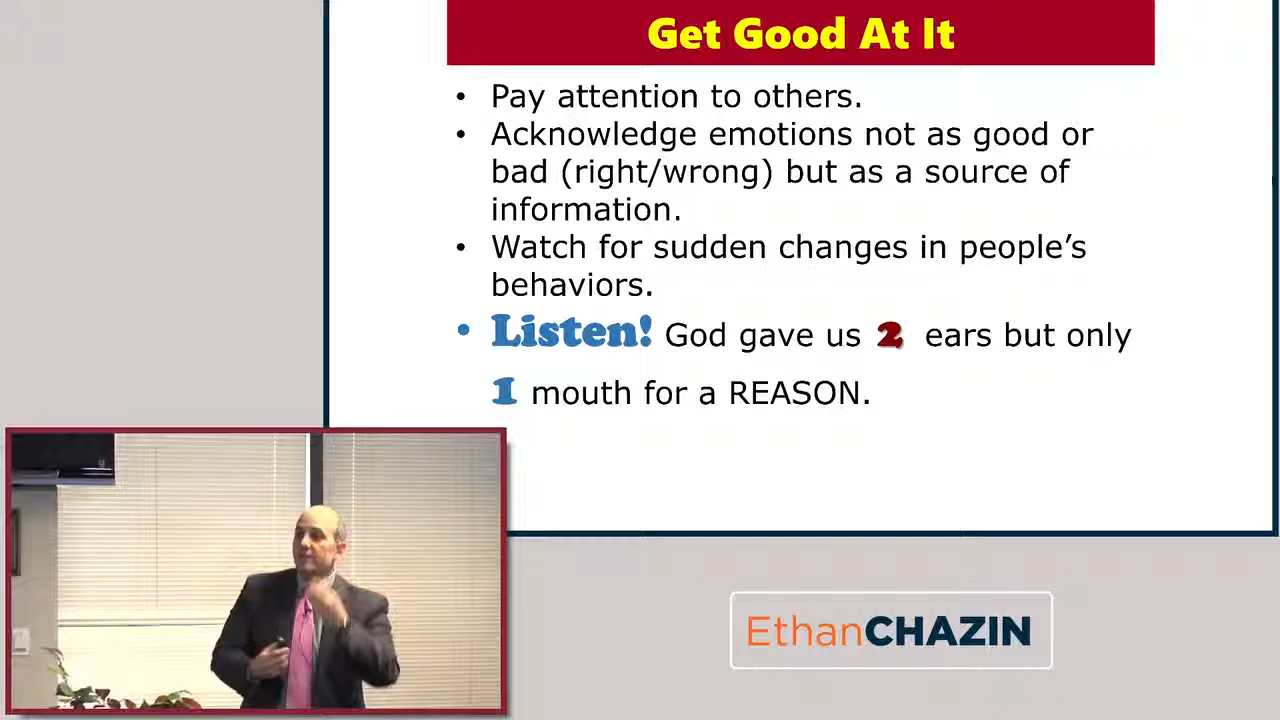 Get Good At It
• Pay attention to others.
• Acknowledge emotions not as good or
bad (right/wrong) but as a source of
information.
• Watch for sudden changes in people’s
behaviors.
• Listen! God gave us 2 ears but only
1 mouth for a REASON.
EthanCHAZIN